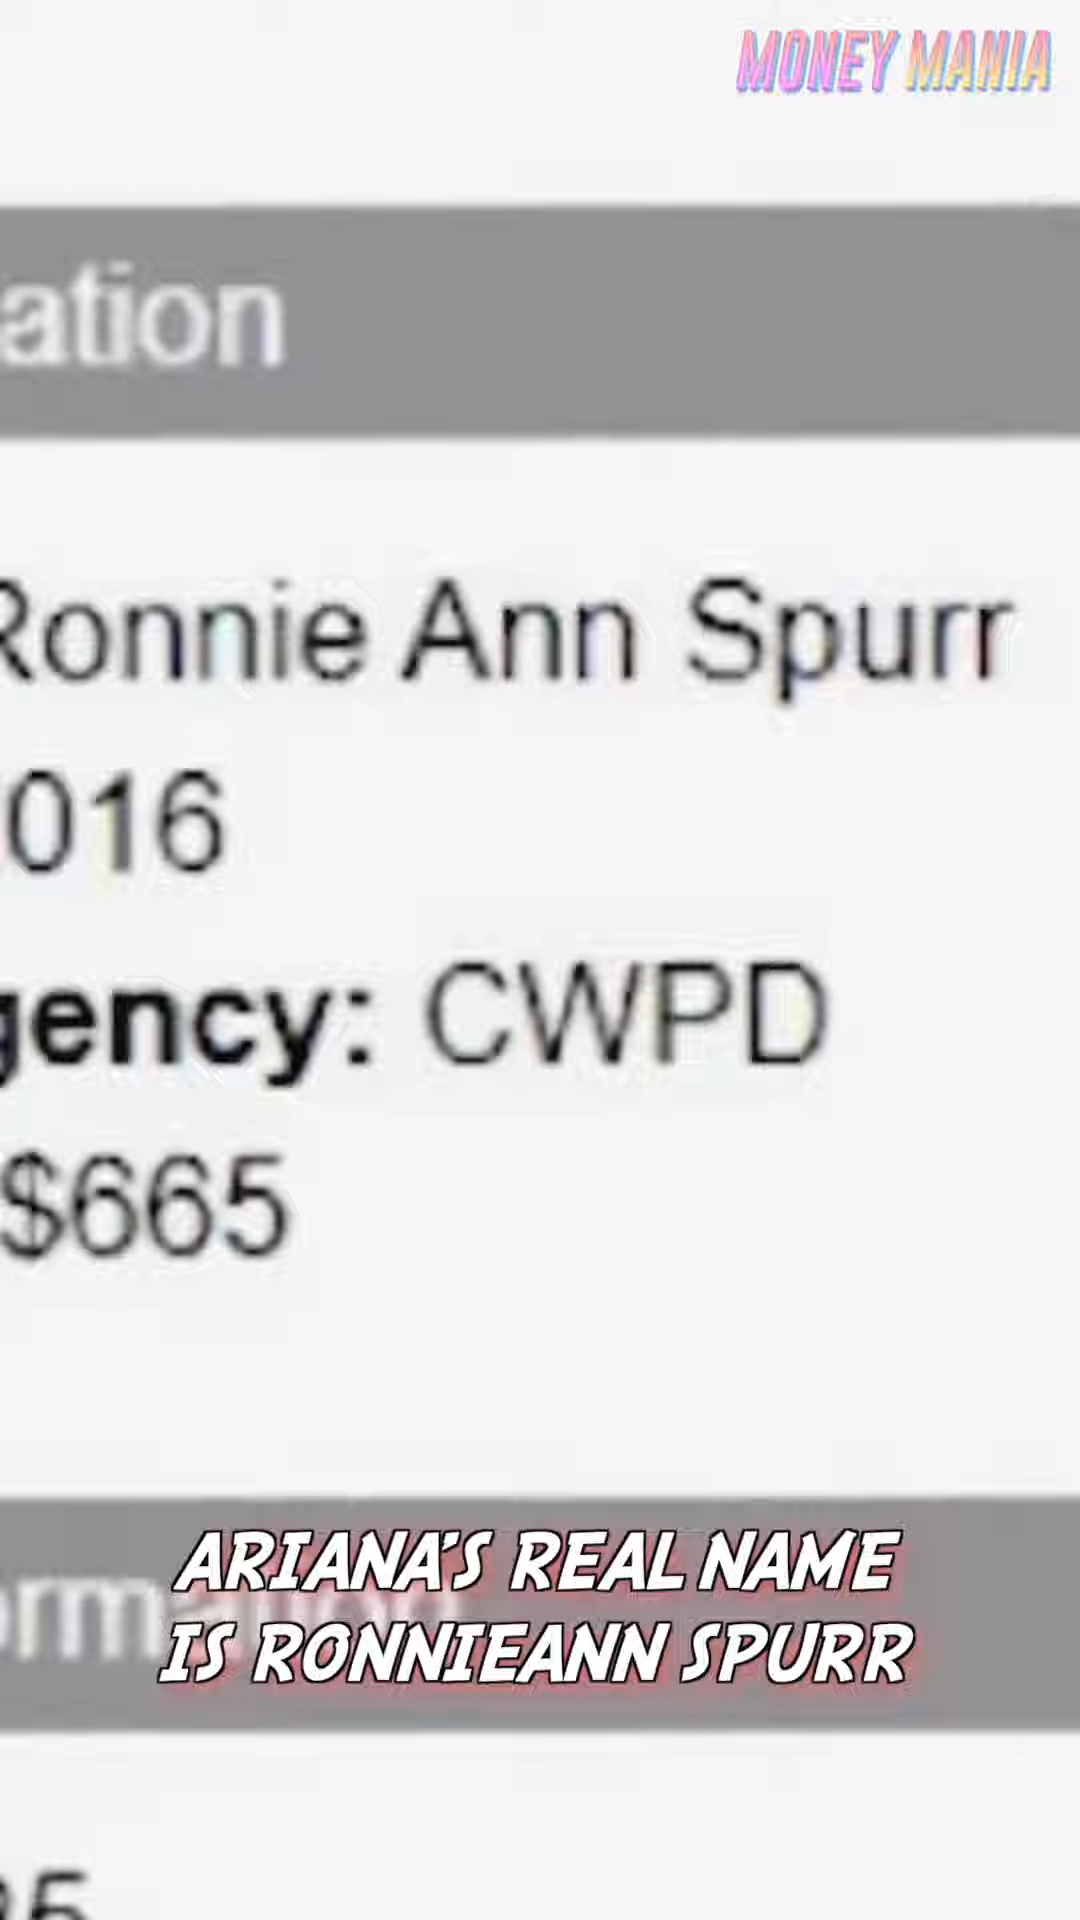 MONEY MANIA
ation
Ronnie Ann Spurr
016
gency: CWPD
$665
ARIANA'S REAL NAME
IS RONNIEANN SPURR